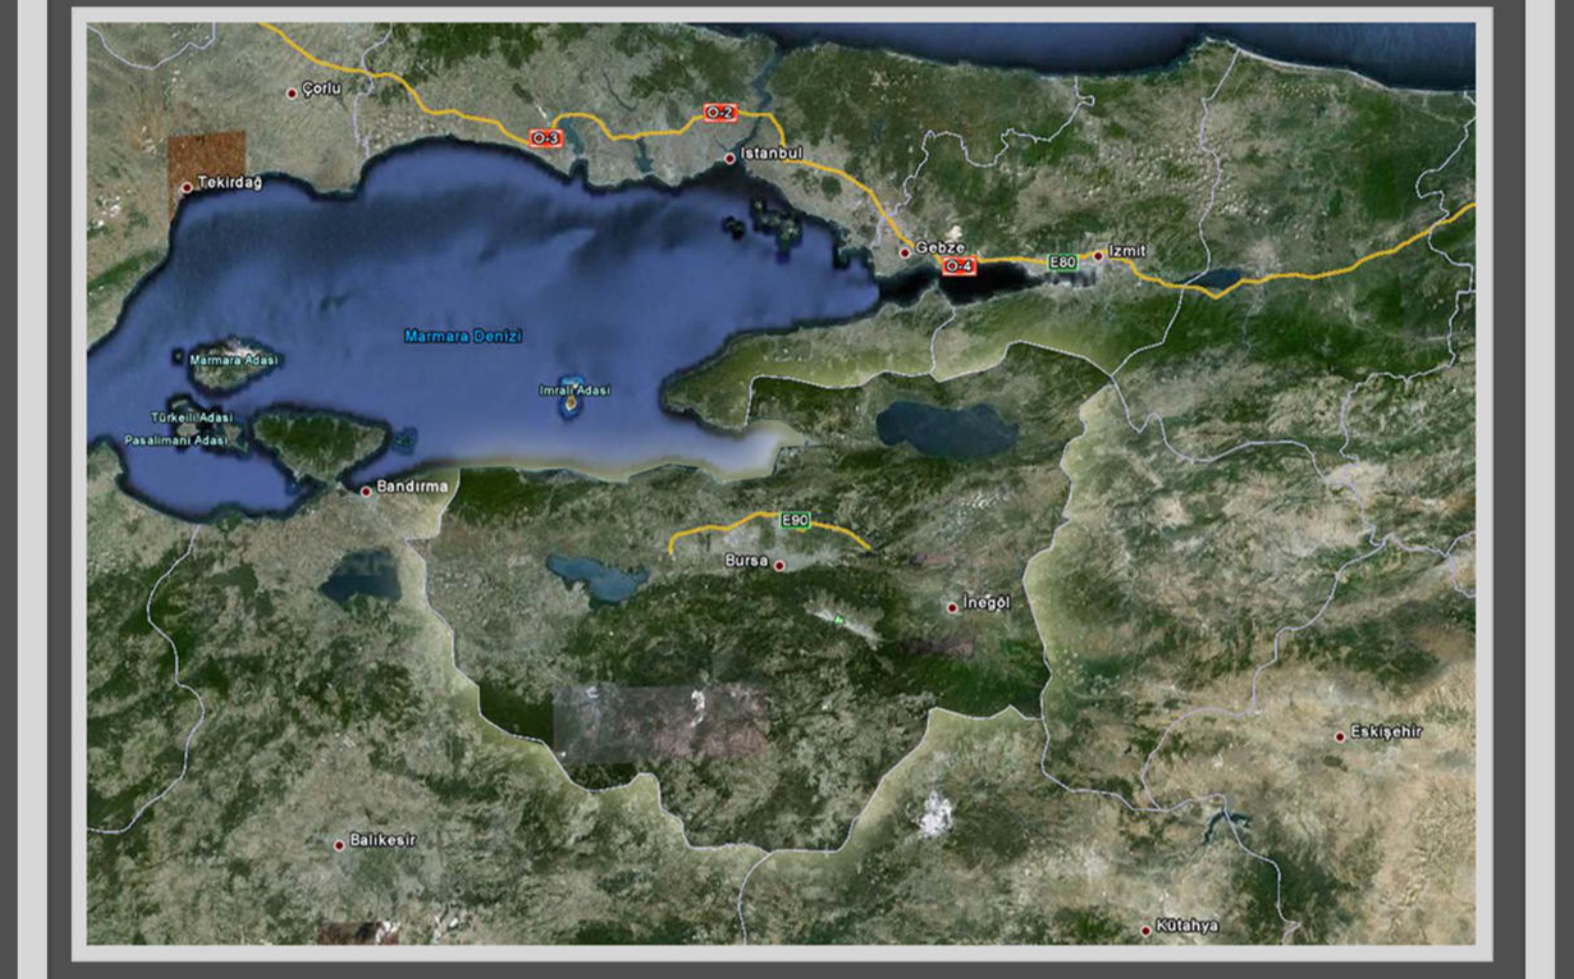 Çorlu
O-3
O-2
Istanbul
Tekirdağ
Gebze
O-4
E80
Izmit
Marmara Denizi
Marmara Adasi
Imrali Adasi
Türkeili Adasi
Pasalimani Adasi
Bandırma
E90
Bursa
İnegöl
Eskişehir
Balıkesir
Kütahya